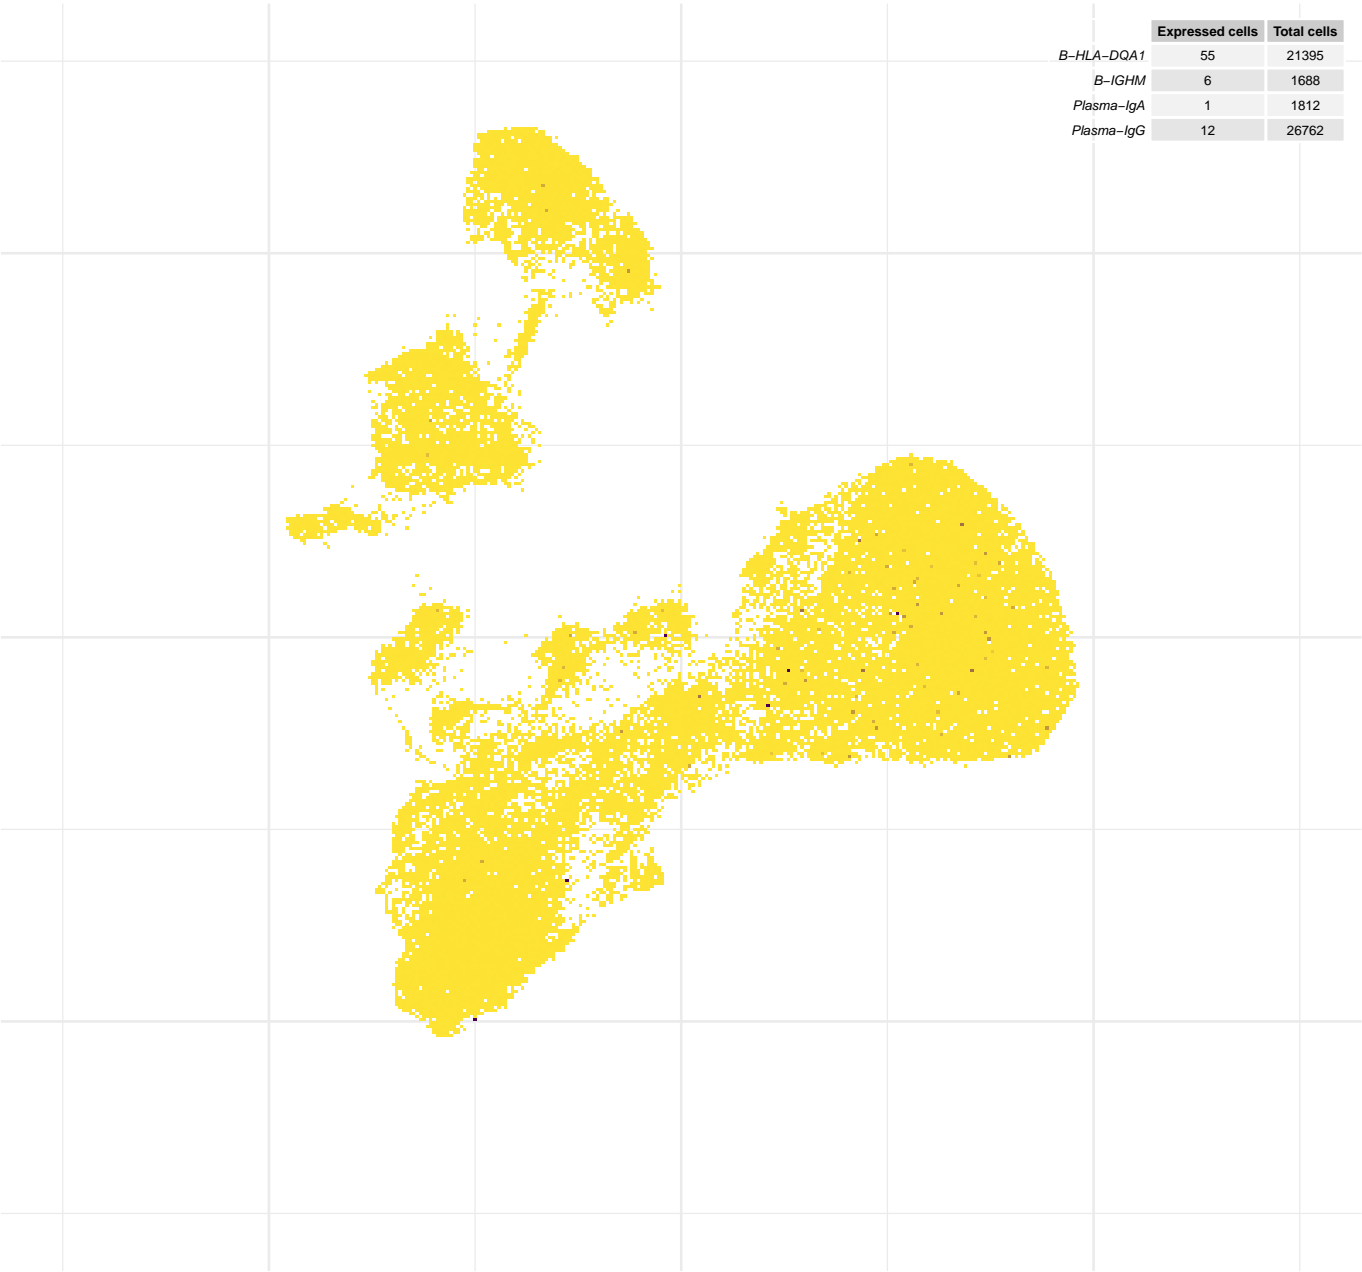 Expressed cells Total cells
B-HLA-DQA1 55 21395
B-IGHM 6 1688
Plasma-IgA 1 1812
Plasma-IgG 12 26762